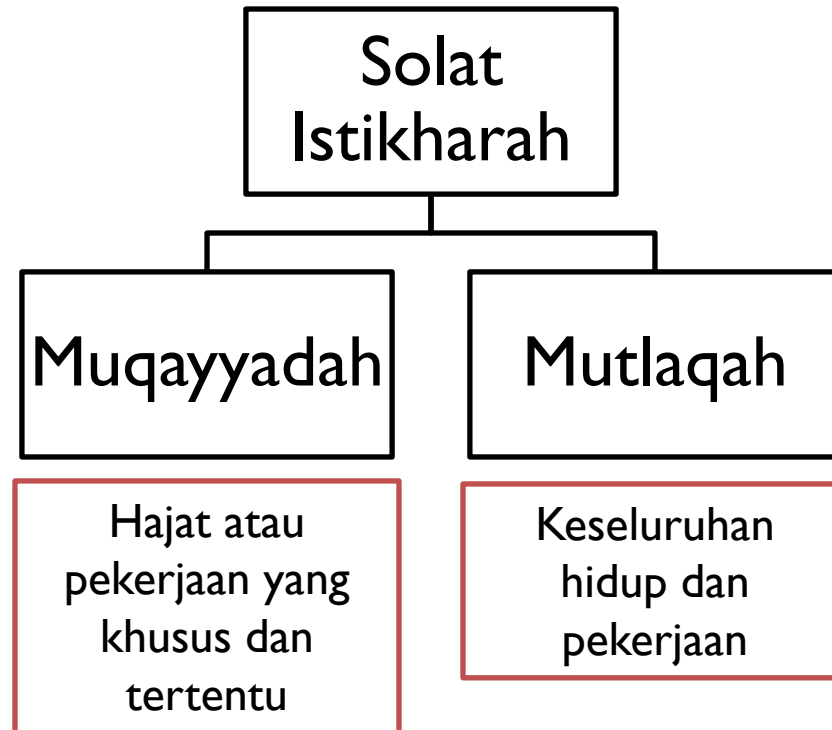 Solat
Istikharah
Muqayyadah
Mutlaqah
Hajat atau
pekerjaan yang
khusus dan
tertentu
Keseluruhan
hidup dan
pekerjaan